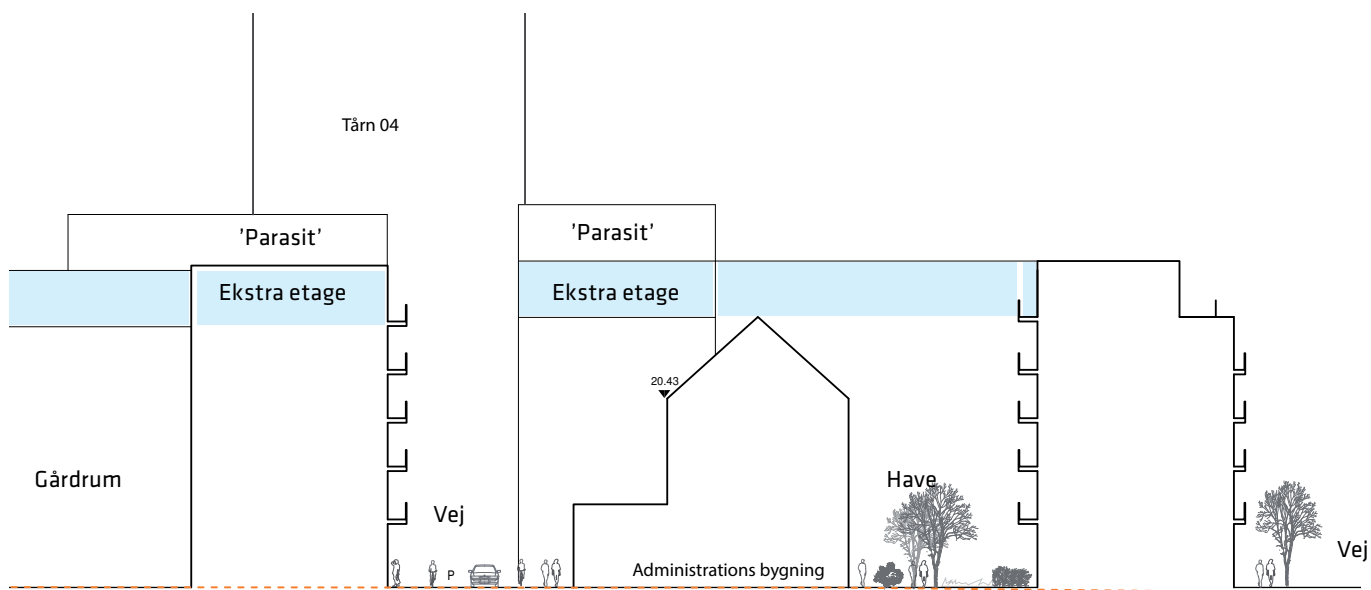 Tårn 04
’Parasit’
’Parasit’
Ekstra etage
Ekstra etage
20.43
Gårdrum
Have
Vej
Vej
P
Administrations bygning